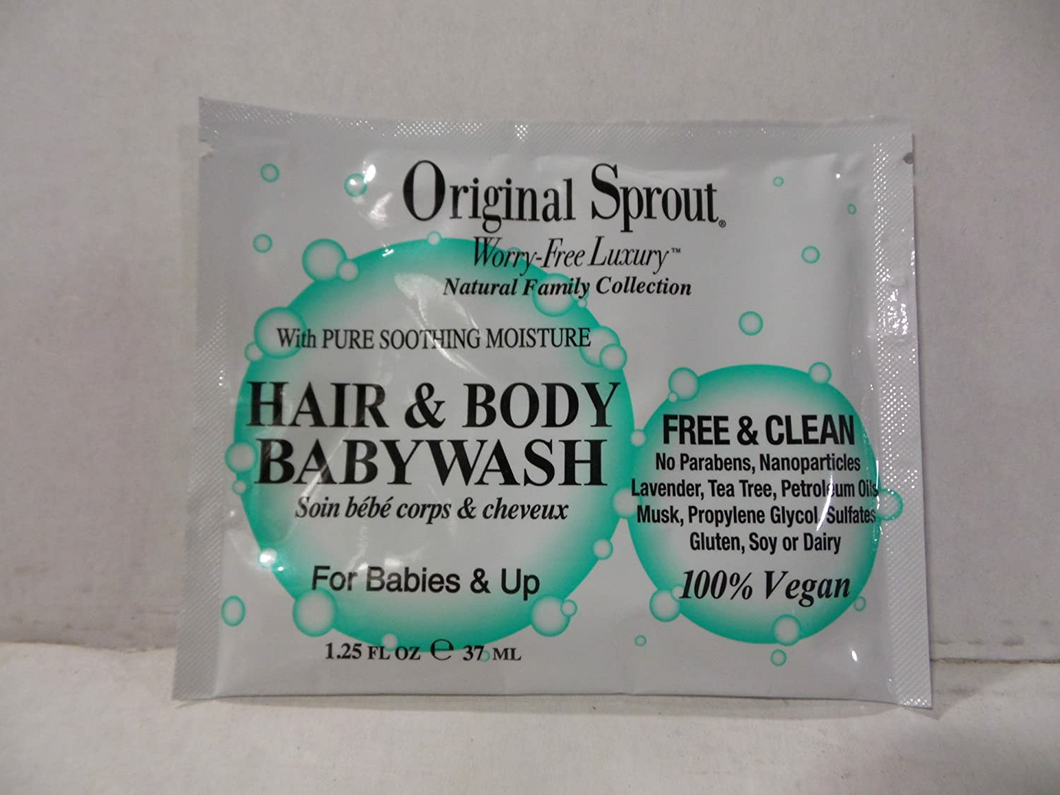 Original Sprout®
Worry-Free Luxury™
Natural Family Collection
With PURE SOOTHING MOISTURE
HAIR & BODY
BABYWASH
Soin bébé corps & cheveux
For Babies & Up
1.25 FL OZ ℮ 37 ML
FREE & CLEAN
No Parabens, Nanoparticles
Lavender, Tea Tree, Petroleum Oils
Musk, Propylene Glycol, Sulfates
Gluten, Soy or Dairy
100% Vegan